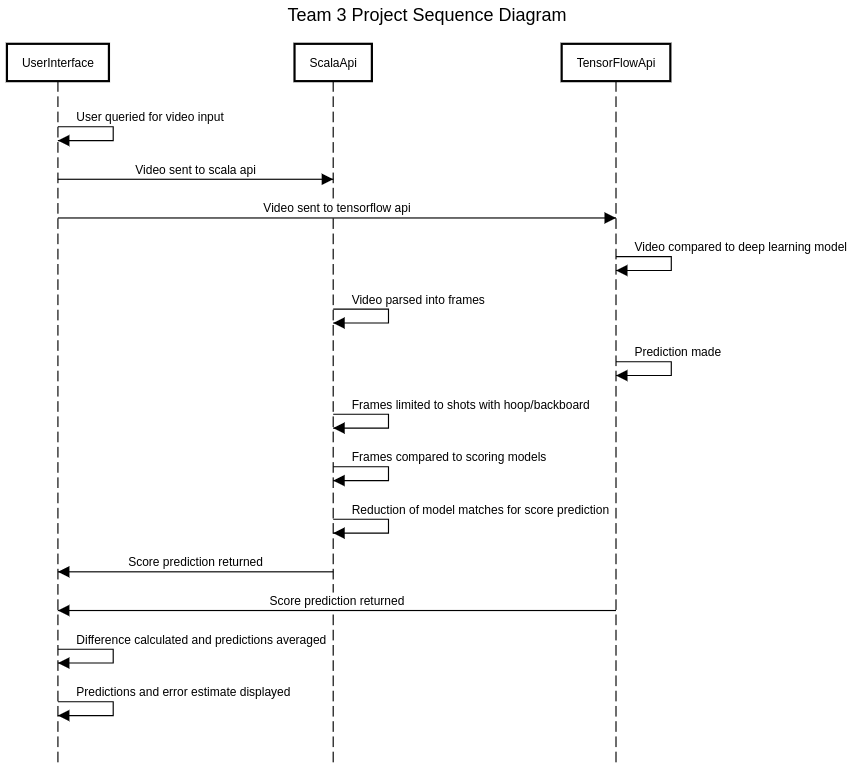 Team 3 Project Sequence Diagram
UserInterface
ScalaApi
TensorFlowApi
User queried for video input
Video sent to scala api
Video sent to tensorflow api
Video compared to deep learning model
Video parsed into frames
Prediction made
Frames limited to shots with hoop/backboard
Frames compared to scoring models
Reduction of model matches for score prediction
Score prediction returned
Score prediction returned
Difference calculated and predictions averaged
Predictions and error estimate displayed